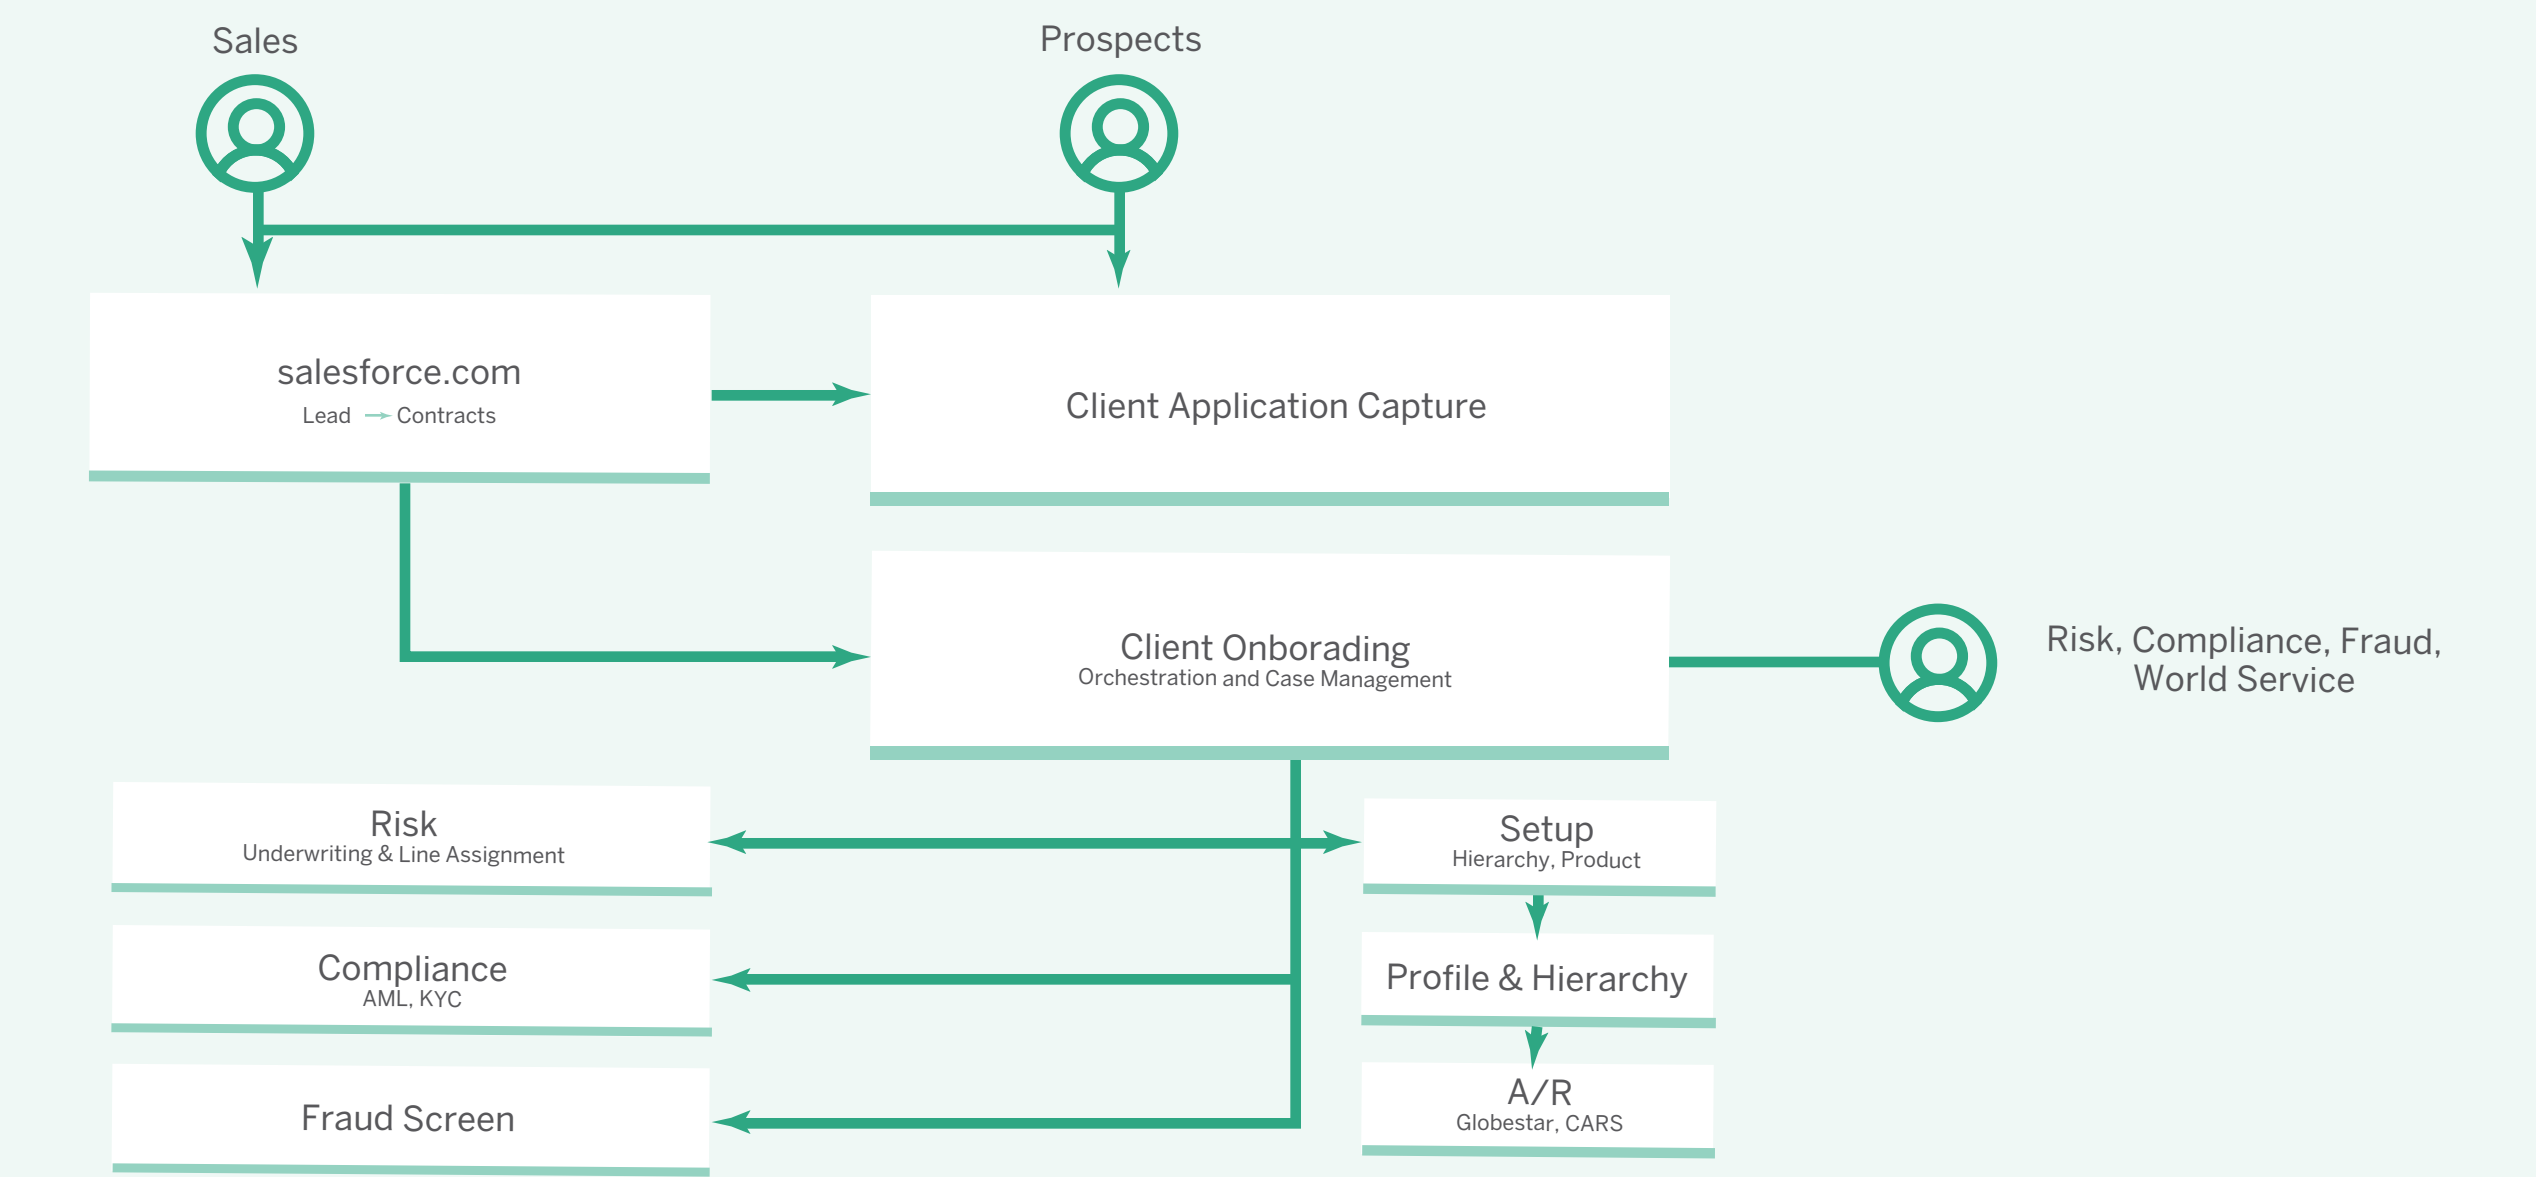 Sales
Prospects
salesforce.com
Lead → Contracts
Client Application Capture
Client Onborading
Orchestration and Case Management
Risk, Compliance, Fraud,
World Service
Risk
Underwriting & Line Assignment
Setup
Hierarchy, Product
Compliance
AML, KYC
Profile & Hierarchy
Fraud Screen
A/R
Globestar, CARS